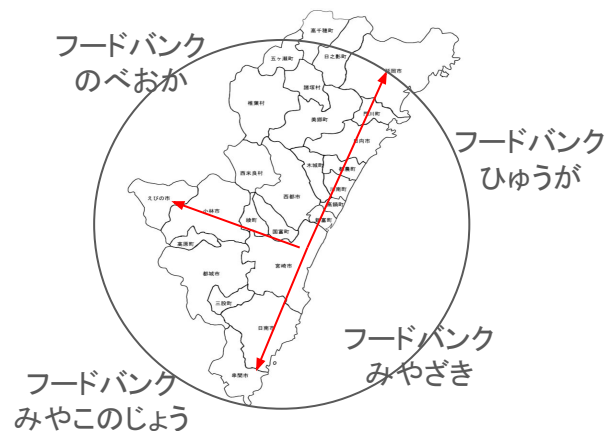 フードバンク
のべおか
高千穂町
日之影町
五ヶ瀬町
延岡市
諸塚村
椎葉村
門川町
美郷町
日向市
フードバンク
ひゅうが
木城町
都農町
西米良村
川南町
えびの市
西都市
高鍋町
小林市
綾町
新富町
国富町
高原町
宮崎市
都城市
三股町
日南市
フードバンク
みやざき
串間市
フードバンク
みやこのじょう